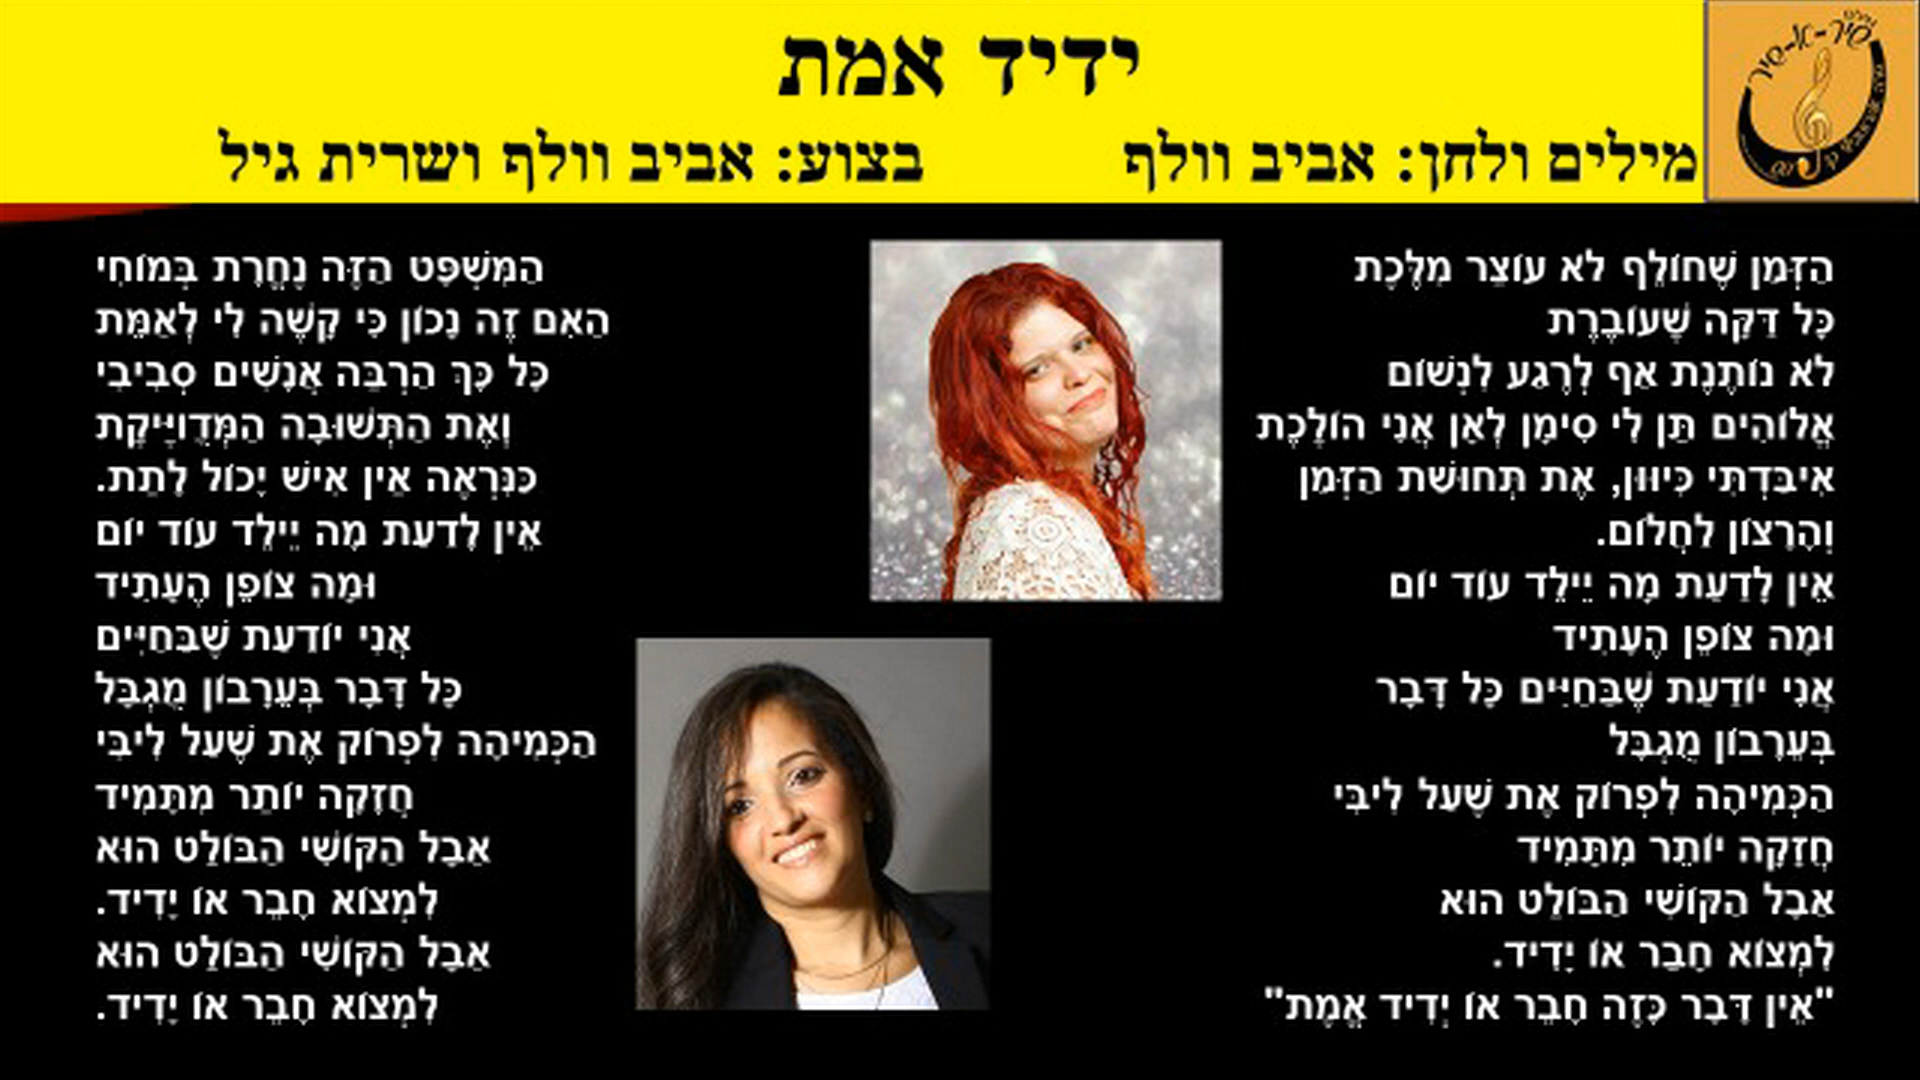 ידיד אמת
מילים ולחן: אביב וולף
בצוע: אביב וולף ושרית גיל
שיר-א-שיר
הַזְּמַן שֶׁחוֹלֵף לֹא עוֹצֵר מִלֶּכֶת
כָּל דַּקָּה שֶׁעוֹבֶרֶת
לֹא נוֹתֶנֶת אַף לְרֶגַע לִנְשׁוֹם
אֱלוֹהִים תֵּן לִי סִימָן לְאַן אֲנִי הוֹלֶכֶת
אִיבַּדְתִּי כִּיווּן, אֶת תְּחוּשַׁת הַזְּמַן
וְהָרָצוֹן לַחְלוֹם.
אֵין לָדַעַת מָה יֵילֵד עוֹד יוֹם
וּמַה צוֹפֵן הֶעָתִיד
אֲנִי יוֹדַעַת שֶׁבַּחַיִּים כָּל דָּבָר
בְּעֵרָבוֹן מֻגְבָּל
הַכְּמִיהָה לִפְרוֹק אֶת שֶׁעַל לִיבִּי
חֲזָקָה יוֹתֵר מִתָּמִיד
אַבָל הַקּוֹשִׁי הַבּוֹלֵט הוּא
לִמְצוֹא חָבֵר אוֹ יָדִיד.
"אֵין דָּבָר כָּזֶה חָבֵר אוֹ יְדִיד אֱמֶת"
הַמִּשְׁפָּט הַזֶּה נֶחֱרָת בְּמוֹחִי
הַאִם זֶה נָכוֹן כִּי קָשֶׁה לִי לְאַמֵּת
כָּל כָּךְ הַרְבֵּה אֲנָשִׁים סְבִיבִי
וְאֶת הַתְּשׁוּבָה הַמְּדֻוִיֶּיקֶת
כַּנִּרְאֶה אֵין אִישׁ יָכוֹל לָתֵת.
אֵין לָדַעַת מָה יֵילֵד עוֹד יוֹם
וּמַה צוֹפֵן הֶעָתִיד
אֲנִי יוֹדַעַת שֶׁבַּחַיִּים
כָּל דָּבָר בְּעֵרָבוֹן מֻגְבָּל
הַכְּמִיהָה לִפְרוֹק אֶת שֶׁעַל לִיבִּי
חֲזָקָה יוֹתֵר מִתָּמִיד
אַבָל הַקּוֹשִׁי הַבּוֹלֵט הוּא
לִמְצוֹא חָבֵר אוֹ יָדִיד.
אַבָל הַקּוֹשִׁי הַבּוֹלֵט הוּא
לִמְצוֹא חָבֵר אוֹ יָדִיד.